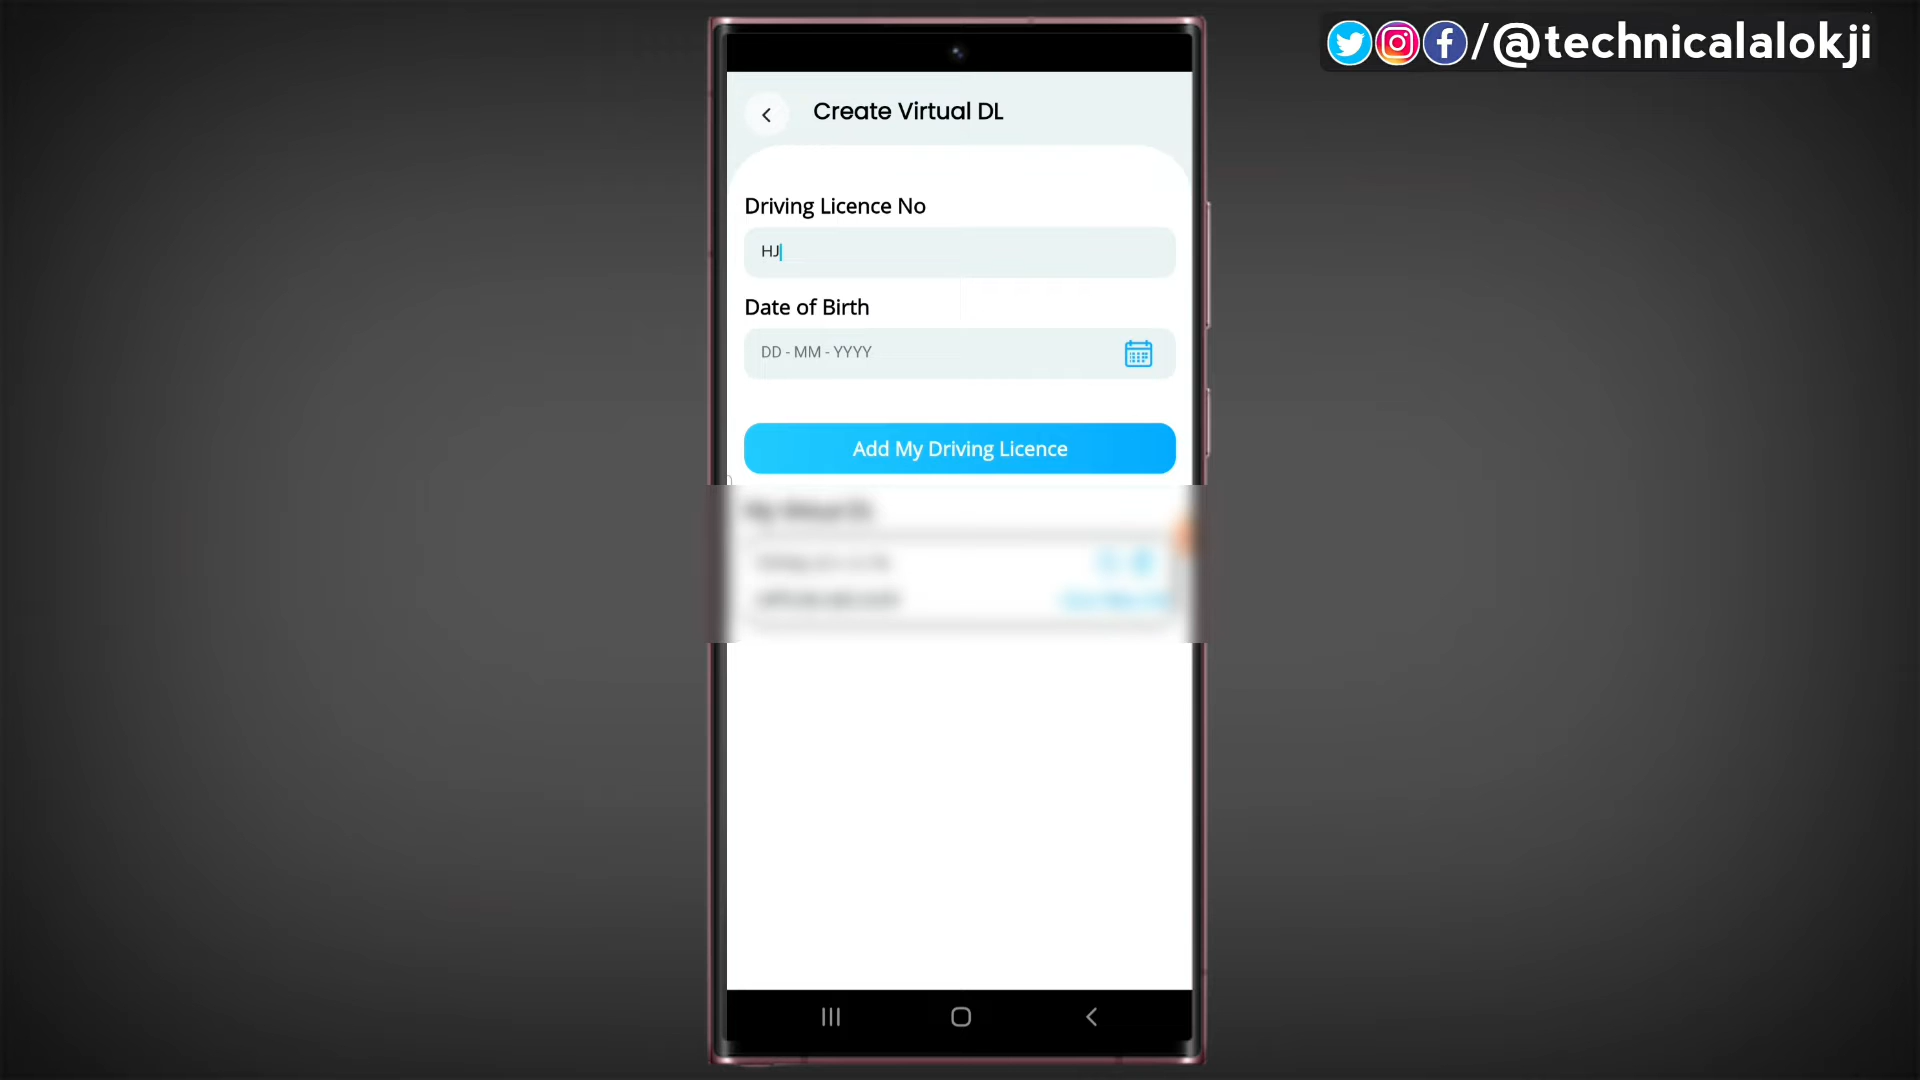 /@technicalalokji
Create Virtual DL
Driving Licence No
HJ
Date of Birth
DD - MM - YYYY
Add My Driving Licence